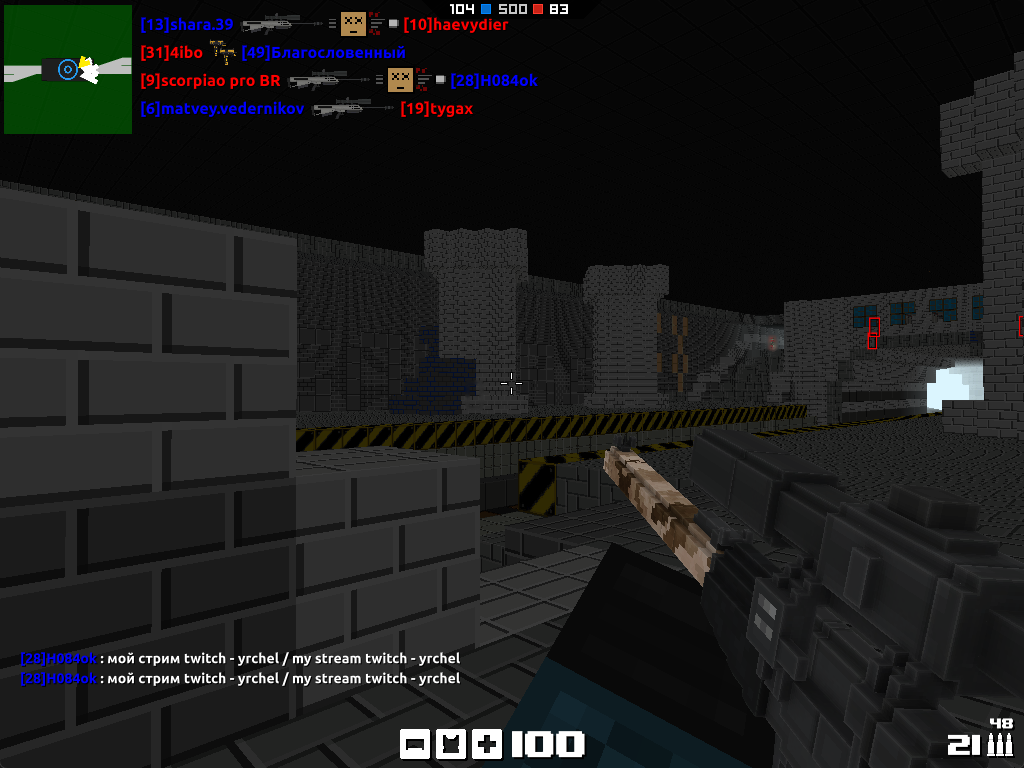 104 500 83
[13]shara.39 [10]haevydier
[31]4ibo [49]Благословенный
[9]scorpiao pro BR [28]H084ok
[6]matvey.vedernikov [19]tygax
[28]H084ok : мой стрим twitch - yrchel / my stream twitch - yrchel
[28]H084ok : мой стрим twitch - yrchel / my stream twitch - yrchel
100
48
21